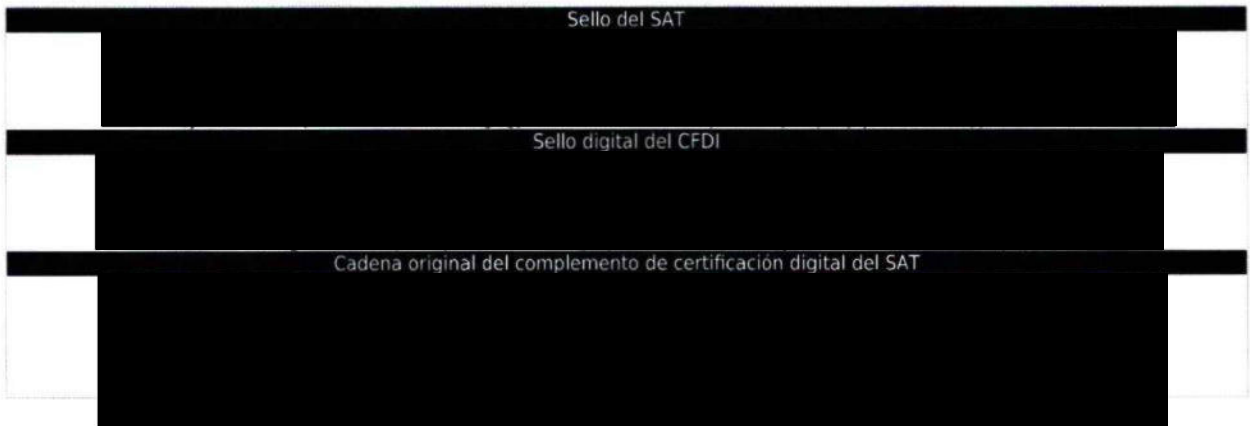 Sello del SAT
Sello digital del CFDI
Cadena original del complemento de certificación digital del SAT